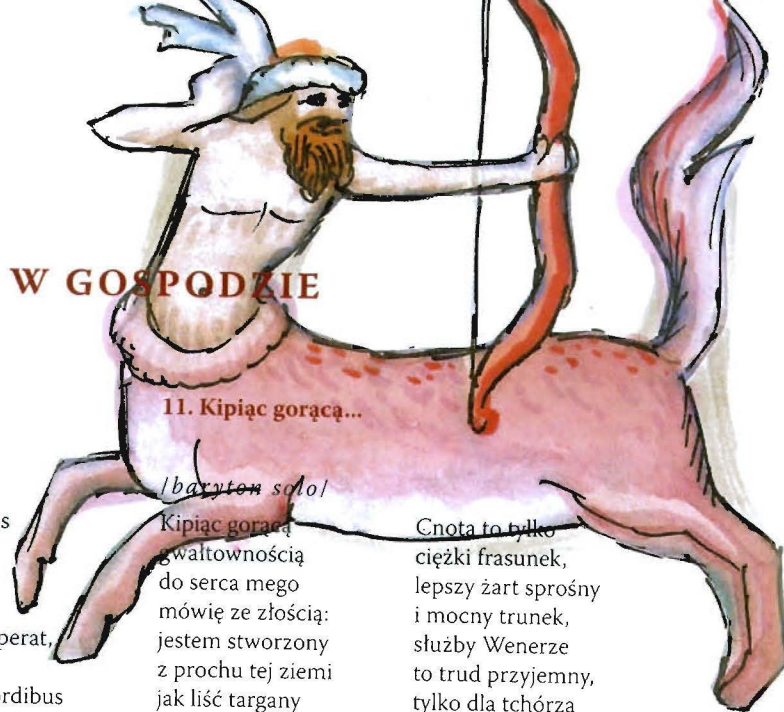 W GOSPODZIE
11. Kipiąc gorącą...
/baryton solo/
s
perat,
rdibus
Kipiąc gorącą
gwałtownością
do serca mego
mówię ze złością:
jestem stworzony
z prochu tej ziemi
jak liść targany
Cnota to tylko
ciężki frasunek,
lepszy żart sprośny
i mocny trunek,
służby Wenerze
to trud przyjemny,
tylko dla tchórza